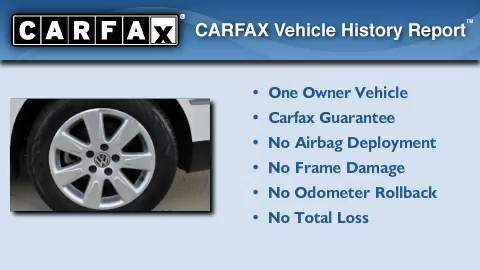 CARFAX® CARFAX Vehicle History Report™
• One Owner Vehicle
• Carfax Guarantee
• No Airbag Deployment
• No Frame Damage
• No Odometer Rollback
• No Total Loss